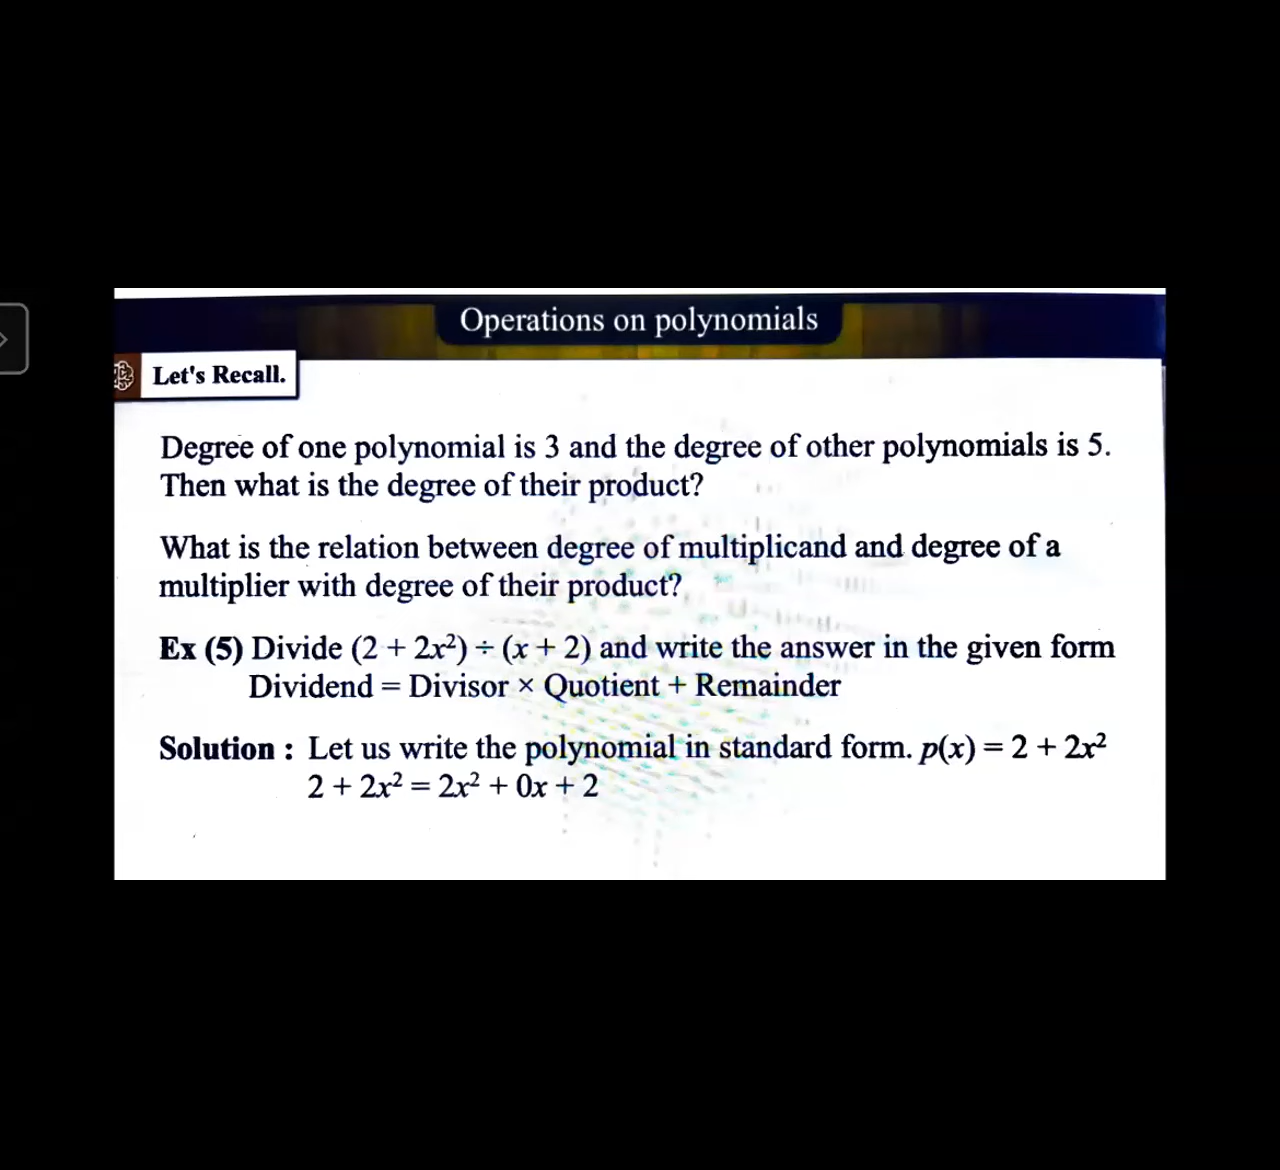 Operations on polynomials
Let's Recall.
Degree of one polynomial is 3 and the degree of other polynomials is 5.
Then what is the degree of their product?
What is the relation between degree of multiplicand and degree of a
multiplier with degree of their product?
Ex (5) Divide (2 + 2x²) ÷ (x + 2) and write the answer in the given form
Dividend = Divisor × Quotient + Remainder
Solution : Let us write the polynomial in standard form. p(x) = 2 + 2x²
2 + 2x² = 2x² + 0x + 2